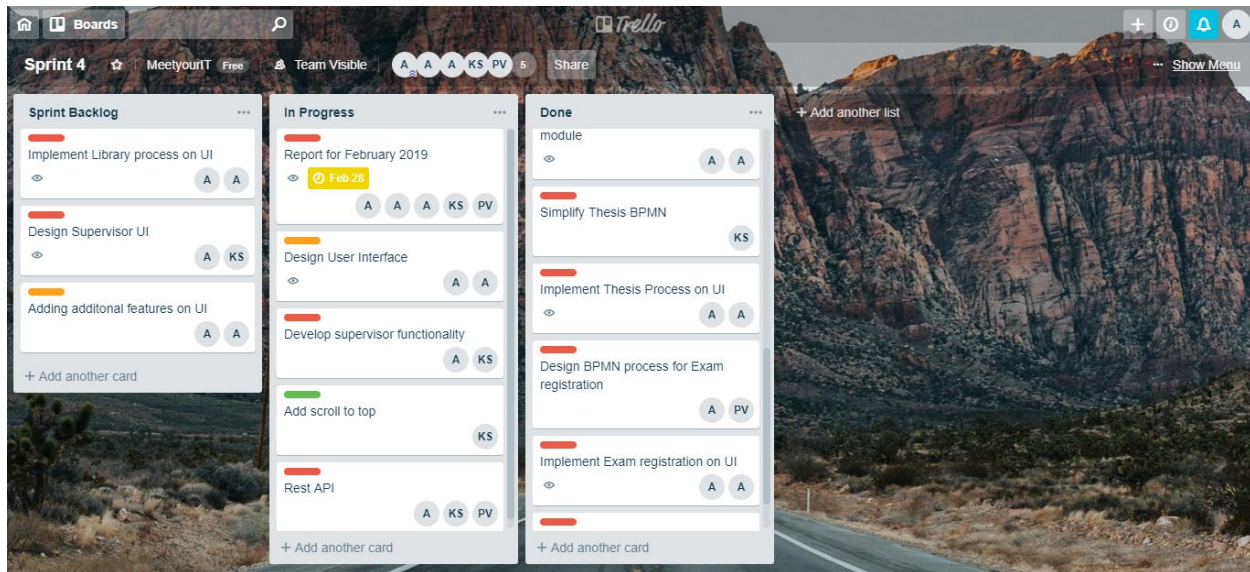 Boards
Trello
A
Sprint 4
MeetyourIT Free
Team Visible
A A A KS PV 5
Share
... Show Menu
Sprint Backlog ...
Implement Library process on UI
A A
Design Supervisor UI
A KS
Adding additonal features on UI
A A
+ Add another card
In Progress ...
Report for February 2019
Feb 28
A A A KS PV
Design User Interface
A A
Develop supervisor functionality
A KS
Add scroll to top
KS
Rest API
A KS PV
+ Add another card
Done ...
module
A A
Simplify Thesis BPMN
KS
Implement Thesis Process on UI
A A
Design BPMN process for Exam
registration
A PV
Implement Exam registration on UI
A A
+ Add another card
+ Add another list